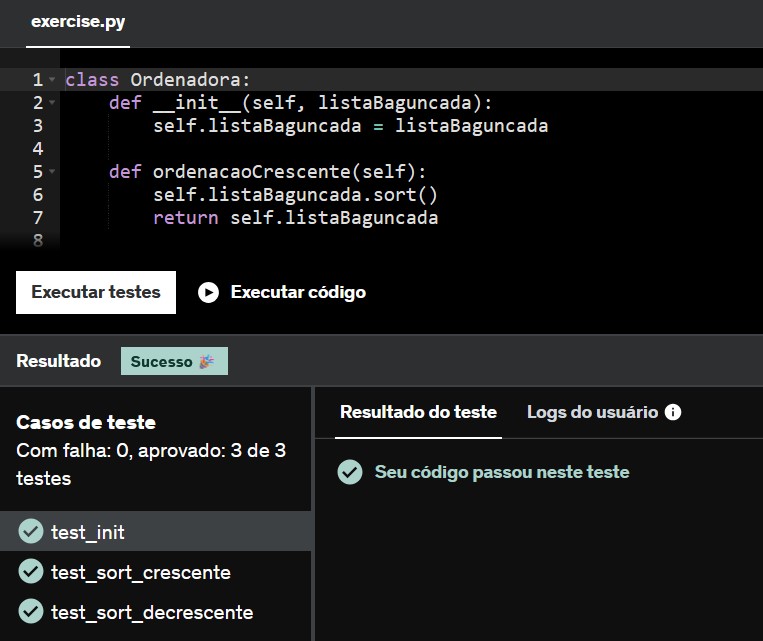 exercise.py
1 class Ordenadora:
2     def __init__(self, listaBaguncada):
3         self.listaBaguncada = listaBaguncada
4
5     def ordenacaoCrescente(self):
6         self.listaBaguncada.sort()
7         return self.listaBaguncada
8
Executar testes Executar código
Resultado Sucesso 🎉
Casos de teste
Com falha: 0, aprovado: 3 de 3
testes
test_init
test_sort_crescente
test_sort_decrescente
Resultado do teste Logs do usuário
Seu código passou neste teste